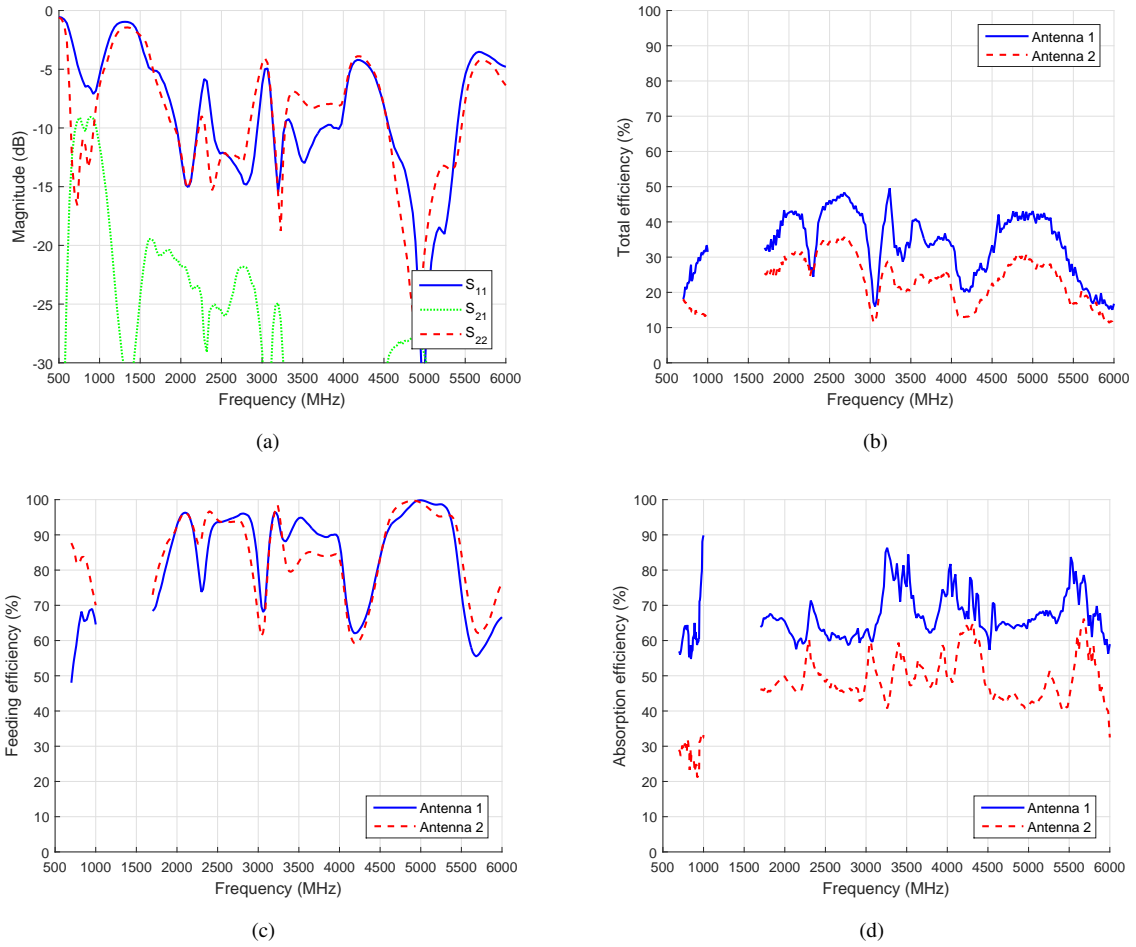 0
-5
-10
-15
-20
-25
-30
Magnitude (dB)
S11
S21
S22
500 1000 1500 2000 2500 3000 3500 4000 4500 5000 5500 6000
Frequency (MHz)
(a)
100
90
80
70
60
50
40
30
20
10
0
Total efficiency (%)
Antenna 1
Antenna 2
500 1000 1500 2000 2500 3000 3500 4000 4500 5000 5500 6000
Frequency (MHz)
(b)
100
90
80
70
60
50
40
30
20
10
0
Feeding efficiency (%)
Antenna 1
Antenna 2
500 1000 1500 2000 2500 3000 3500 4000 4500 5000 5500 6000
Frequency (MHz)
(c)
100
90
80
70
60
50
40
30
20
10
0
Absorption efficiency (%)
Antenna 1
Antenna 2
500 1000 1500 2000 2500 3000 3500 4000 4500 5000 5500 6000
Frequency (MHz)
(d)